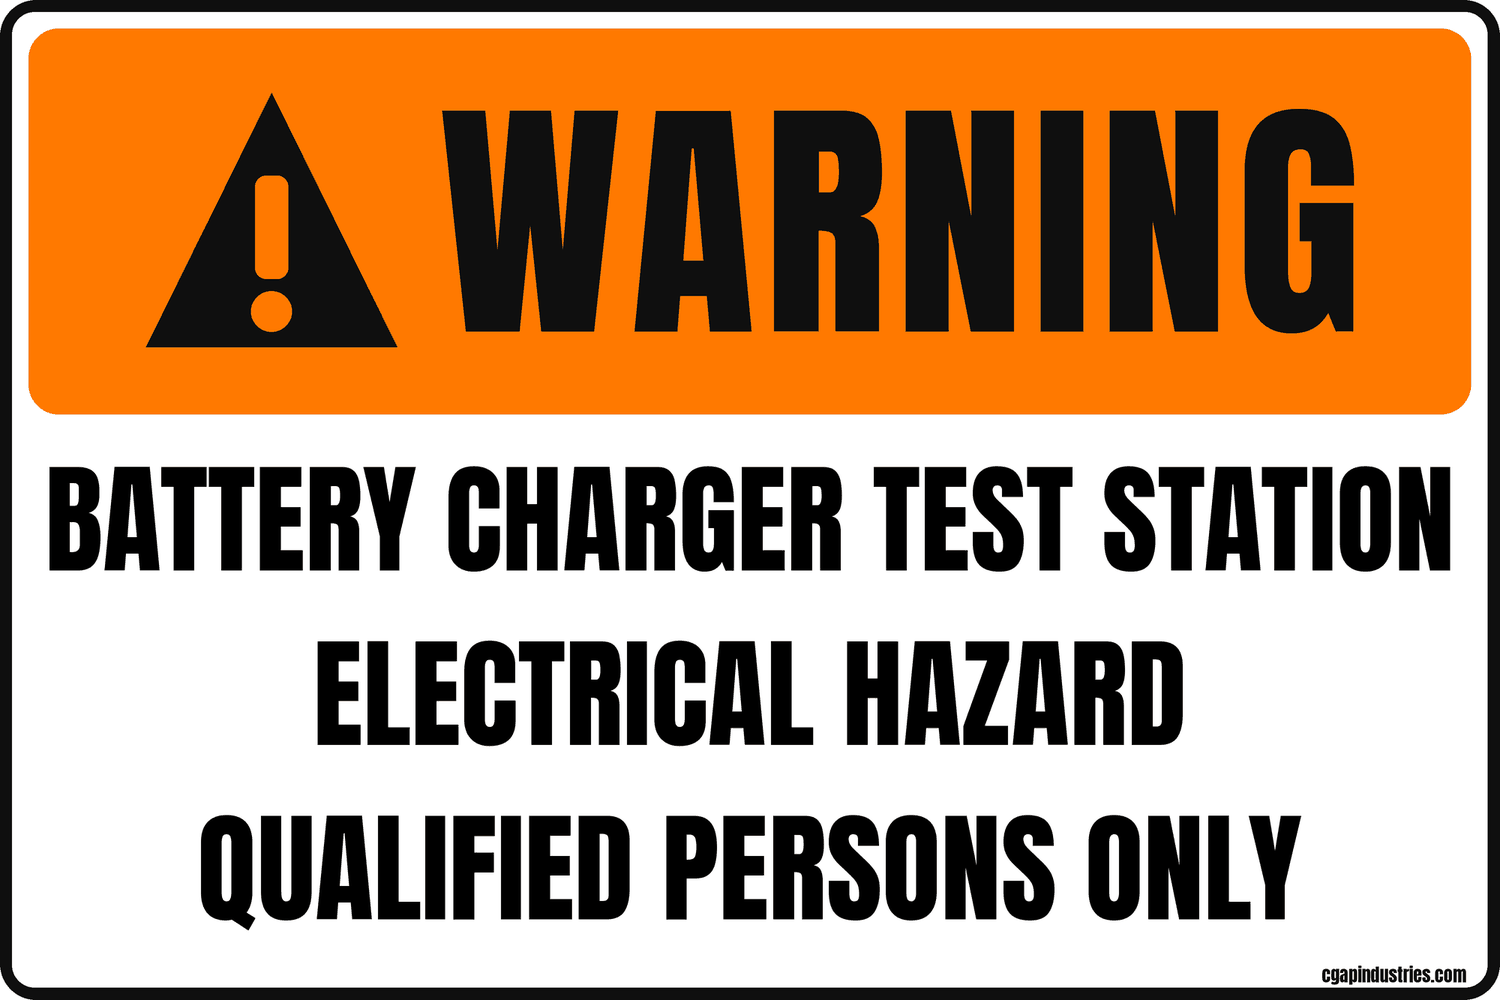 WARNING
BATTERY CHARGER TEST STATION
ELECTRICAL HAZARD
QUALIFIED PERSONS ONLY
cgapindustries.com